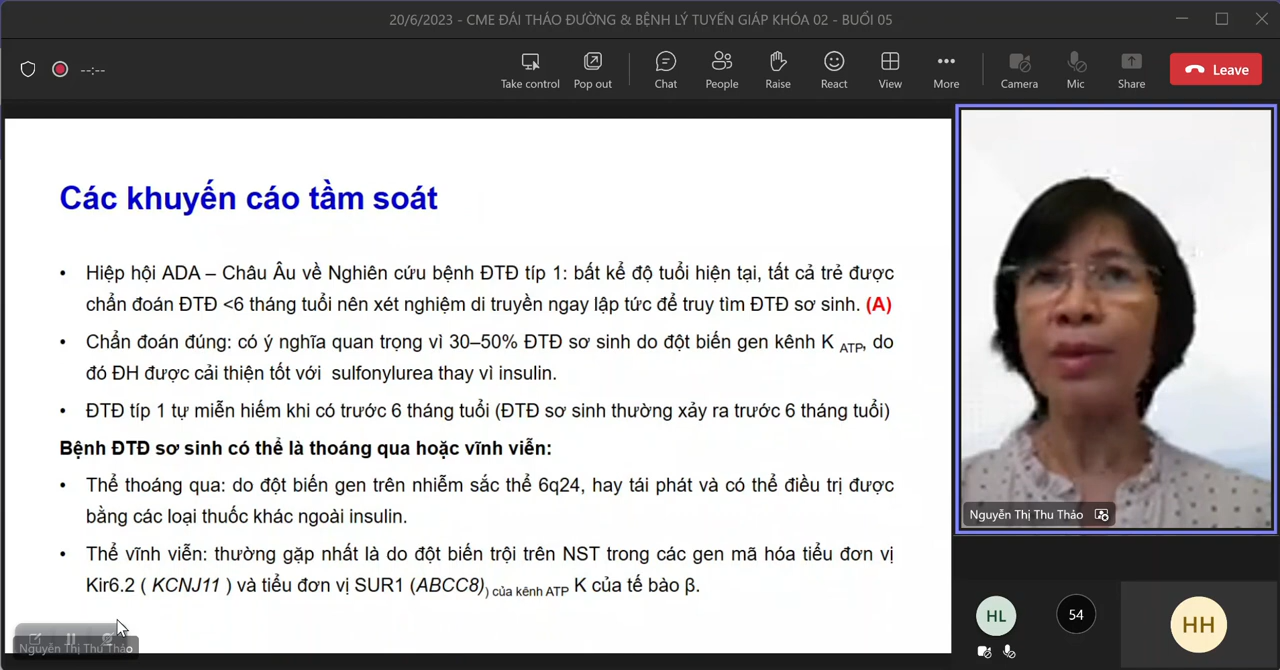 20/6/2023 - CME ĐÁI THÁO ĐƯỜNG & BỆNH LÝ TUYẾN GIÁP KHÓA 02 - BUỔI 05
--:--
Take control
Pop out
Chat
People
Raise
React
View
More
Camera
Mic
Share
Leave
Các khuyến cáo tầm soát
• Hiệp hội ADA – Châu Âu về Nghiên cứu bệnh ĐTĐ típ 1: bất kể độ tuổi hiện tại, tất cả trẻ được
chẩn đoán ĐTĐ <6 tháng tuổi nên xét nghiệm di truyền ngay lập tức để truy tìm ĐTĐ sơ sinh. (A)
• Chẩn đoán đúng: có ý nghĩa quan trọng vì 30–50% ĐTĐ sơ sinh do đột biến gen kênh K ATP, do
đó ĐH được cải thiện tốt với sulfonylurea thay vì insulin.
• ĐTĐ típ 1 tự miễn hiếm khi có trước 6 tháng tuổi (ĐTĐ sơ sinh thường xảy ra trước 6 tháng tuổi)
Bệnh ĐTĐ sơ sinh có thể là thoáng qua hoặc vĩnh viễn:
• Thể thoáng qua: do đột biến gen trên nhiễm sắc thể 6q24, hay tái phát và có thể điều trị được
bằng các loại thuốc khác ngoài insulin.
• Thể vĩnh viễn: thường gặp nhất là do đột biến trội trên NST trong các gen mã hóa tiểu đơn vị
Kir6.2 ( KCNJ11 ) và tiểu đơn vị SUR1 (ABCC8) ) của kênh ATP K của tế bào β.
Nguyễn Thị Thu Thảo
Nguyễn Thị Thu Thảo
HL
54
HH